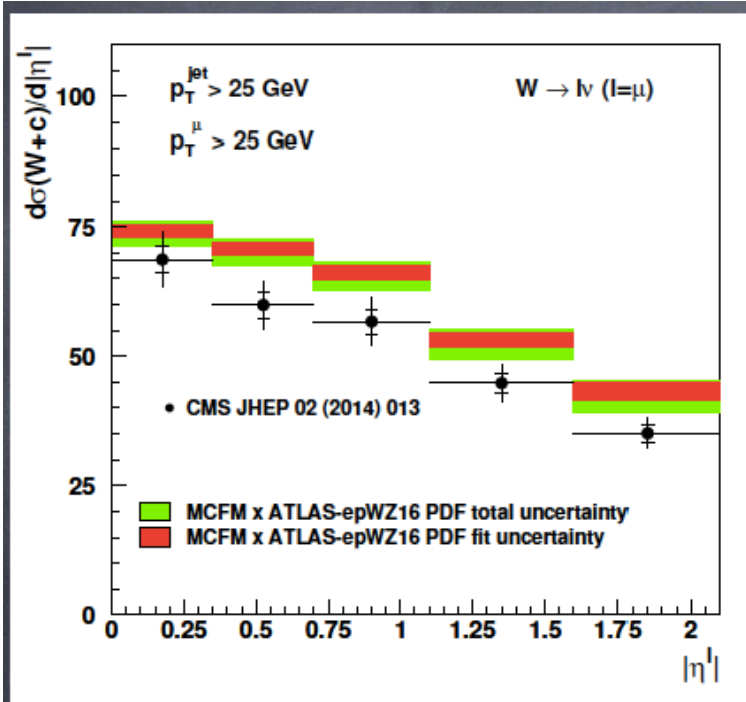 dσ(W+c)/d|η^l|
p_T^jet > 25 GeV
W → lν (l=μ)
p_T^μ > 25 GeV
100
75
50
25
0
CMS JHEP 02 (2014) 013
MCFM x ATLAS-epWZ16 PDF total uncertainty
MCFM x ATLAS-epWZ16 PDF fit uncertainty
0 0.25 0.5 0.75 1 1.25 1.5 1.75 2
|η^l|